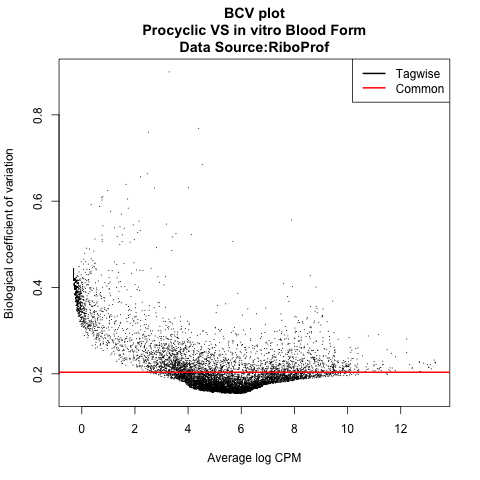 BCV plot
Procyclic VS in vitro Blood Form
Data Source:RiboProf
Tagwise
Common
Biological coefficient of variation
0.8
0.6
0.4
0.2
0 2 4 6 8 10 12
Average log CPM